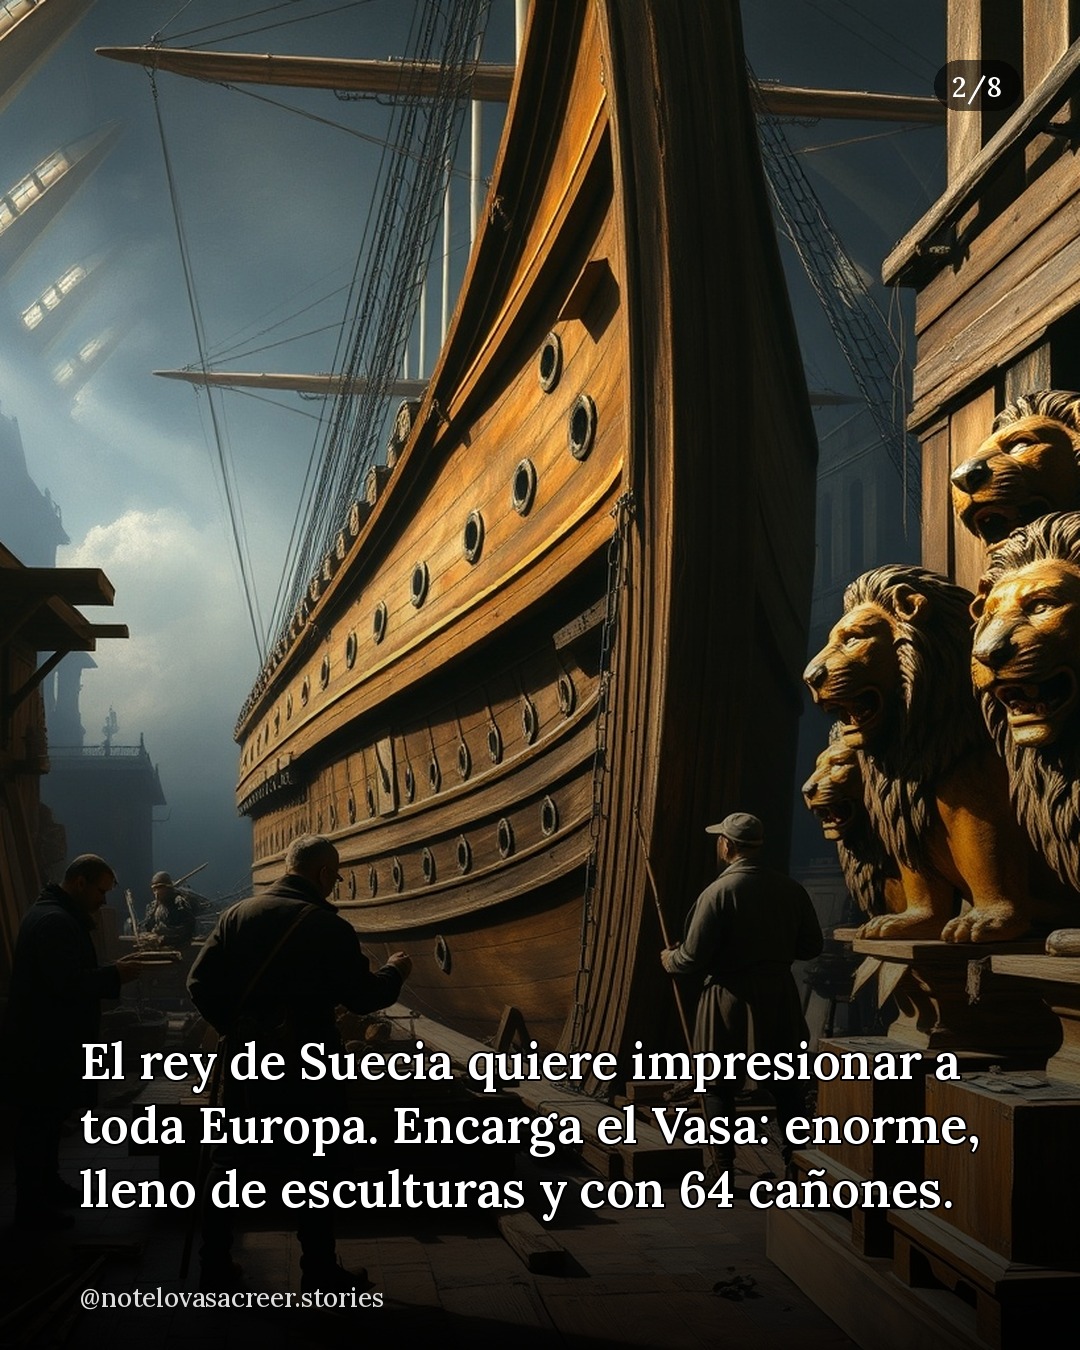 2/8
El rey de Suecia quiere impresionar a
toda Europa. Encarga el Vasa: enorme,
lleno de esculturas y con 64 cañones.
@notelovasacreer.stories